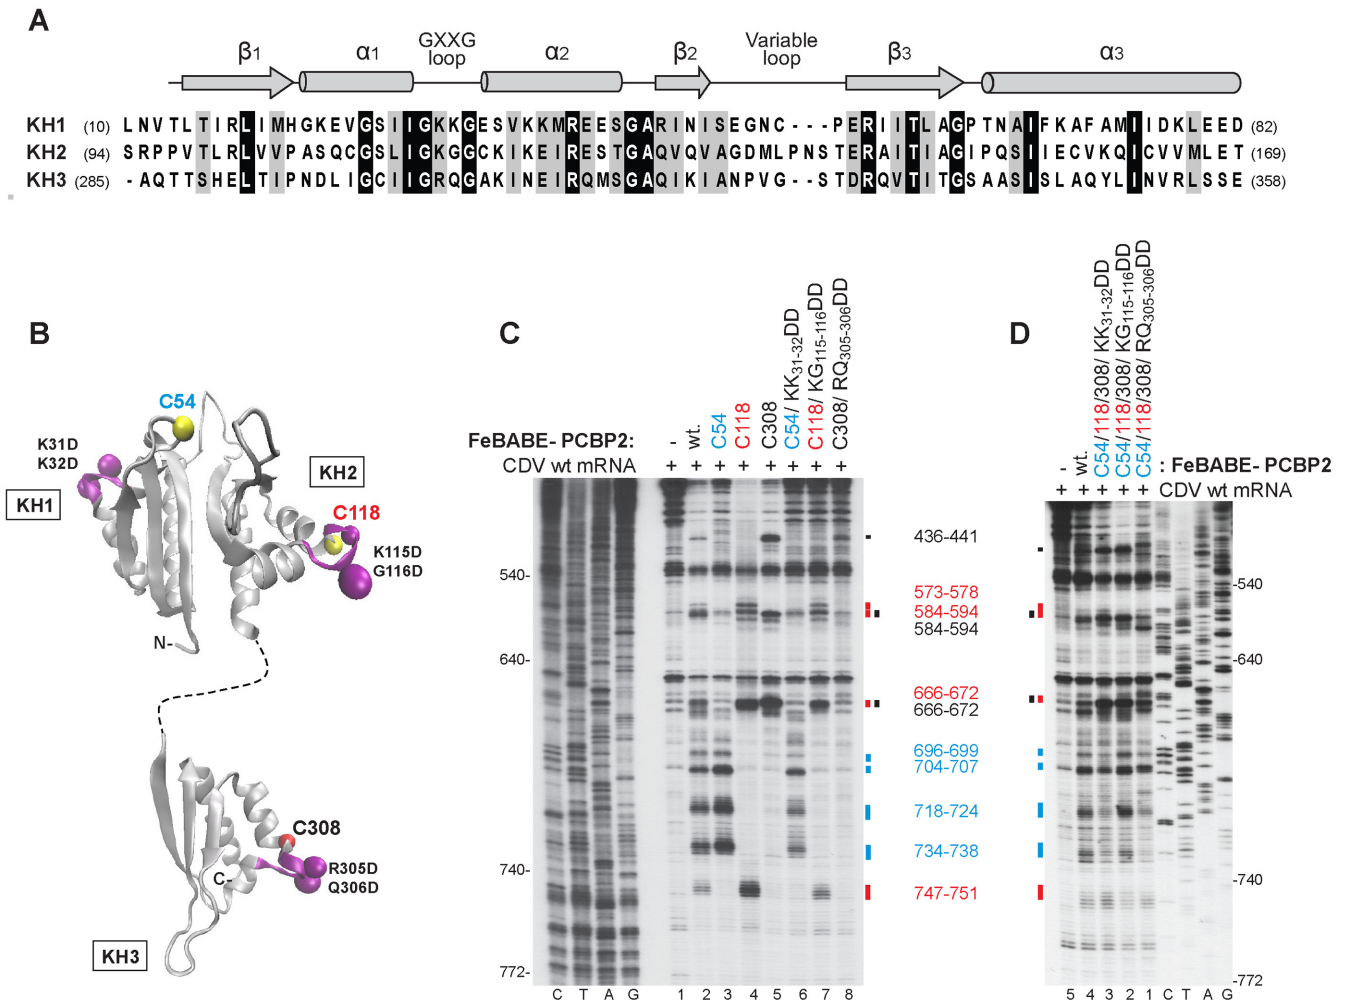 A
β1 α1 GXXG loop α2 β2 Variable loop β3 α3
KH1 (10) LNVTLTIRLIMHGKEVGSIIGKKGESVKKMREESGARINISEGNC---PERIITLAGPTNAIFKAFAMIIDKLEED (82)
KH2 (94) SRPPVTLRLVVPASQCGSLIGKGGCKIKEIRESTGAQVQVAGDMLPNSTERAITIAGIPQSIIECVKQICVVMLET (169)
KH3 (285) -AQTTSHELTIPNDLIGCIIGRQGAKINEIRQMSGAQIKIANPVG--STDRQVTITGSAASISLAQYLINVRLSSE (358)
B
C54
K31D
K32D
KH1
KH2
C118
K115D
G116D
N-
C308
C-
R305D
Q306D
KH3
C
FeBABE- PCBP2: - wt. C54 C118 C308 C54/ KK31-32DD C118/ KG115-116DD C308/ RQ305-306DD
CDV wt mRNA + + + + + + + +
540-
640-
740-
772-
C T A G 1 2 3 4 5 6 7 8
436-441
573-578
584-594
584-594
666-672
666-672
696-699
704-707
718-724
734-738
747-751
D
- wt. C54/118/308/ KK31-32DD C54/118/308/ KG115-116DD C54/118/308/ RQ305-306DD : FeBABE- PCBP2
+ + + + + CDV wt mRNA
-540
-640
-740
-772
5 4 3 2 1 C T A G